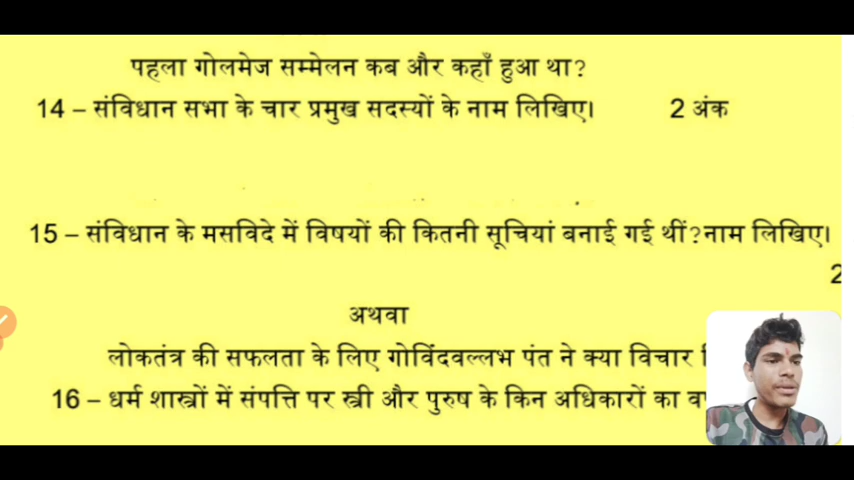 पहला गोलमेज सम्मेलन कब और कहाँ हुआ था?
14 – संविधान सभा के चार प्रमुख सदस्यों के नाम लिखिए। 2 अंक
15 – संविधान के मसविदे में विषयों की कितनी सूचियां बनाई गई थीं?नाम लिखिए।
2
अथवा
लोकतंत्र की सफलता के लिए गोविंदवल्लभ पंत ने क्या विचार
16 – धर्म शास्त्रों में संपत्ति पर स्त्री और पुरुष के किन अधिकारों का